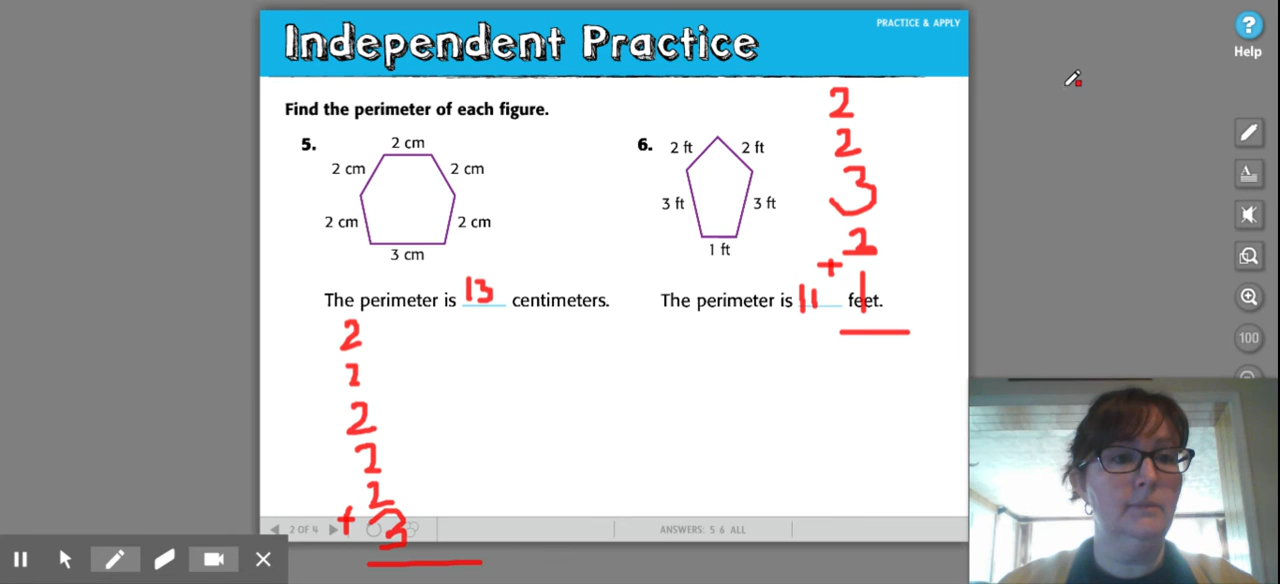 PRACTICE & APPLY
Independent Practice
Help
Find the perimeter of each figure.
5.
2 cm
2 cm
2 cm
2 cm
2 cm
3 cm
The perimeter is 13 centimeters.
2
2
2
2
2
+ 3
6.
2 ft
2 ft
3 ft
3 ft
1 ft
The perimeter is 11 feet.
2
2
3
2
+ 1
100
2 OF 4
ANSWERS: 5 6 ALL